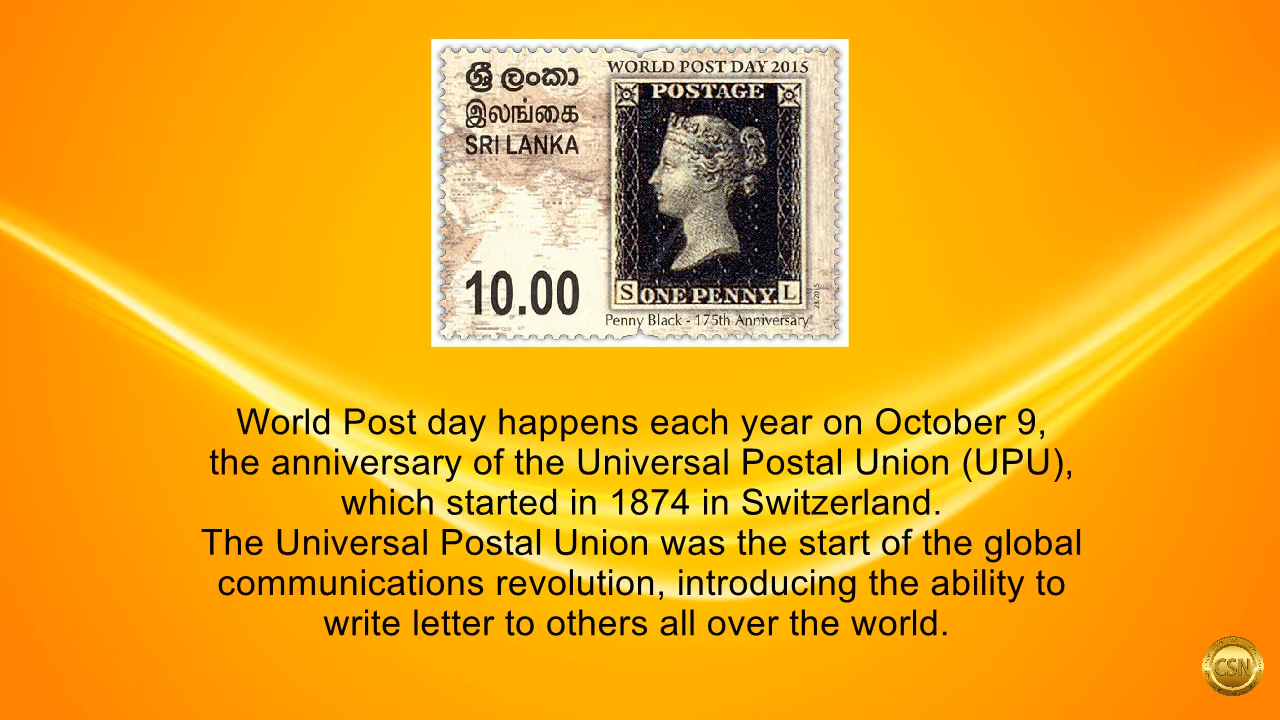 ශ්‍රී ලංකා
இலங்கை
SRI LANKA
10.00
WORLD POST DAY 2015
POSTAGE
S ONE PENNY. L
Penny Black - 175th Anniversary
World Post day happens each year on October 9,
the anniversary of the Universal Postal Union (UPU),
which started in 1874 in Switzerland.
The Universal Postal Union was the start of the global
communications revolution, introducing the ability to
write letter to others all over the world.
CSN